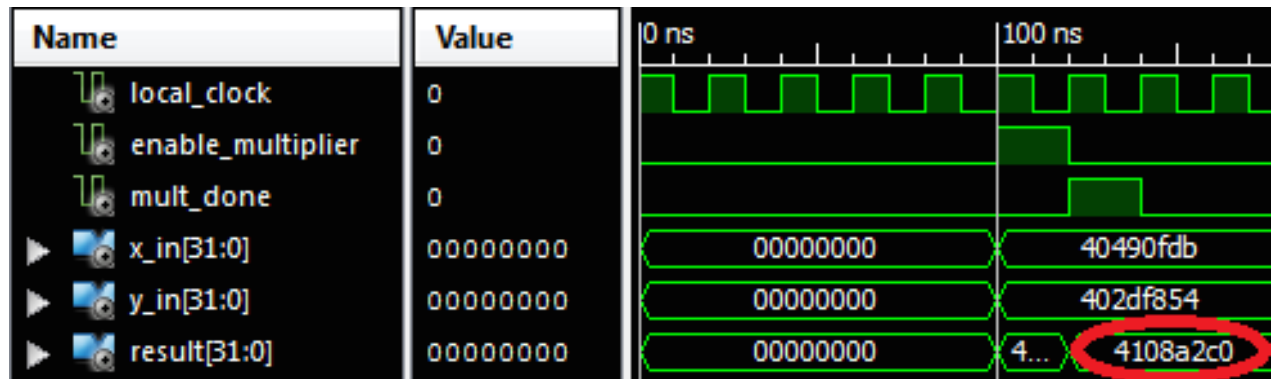 Name Value 0 ns 100 ns
local_clock 0
enable_multiplier 0
mult_done 0
x_in[31:0] 00000000 00000000 40490fdb
y_in[31:0] 00000000 00000000 402df854
result[31:0] 00000000 00000000 4... 4108a2c0